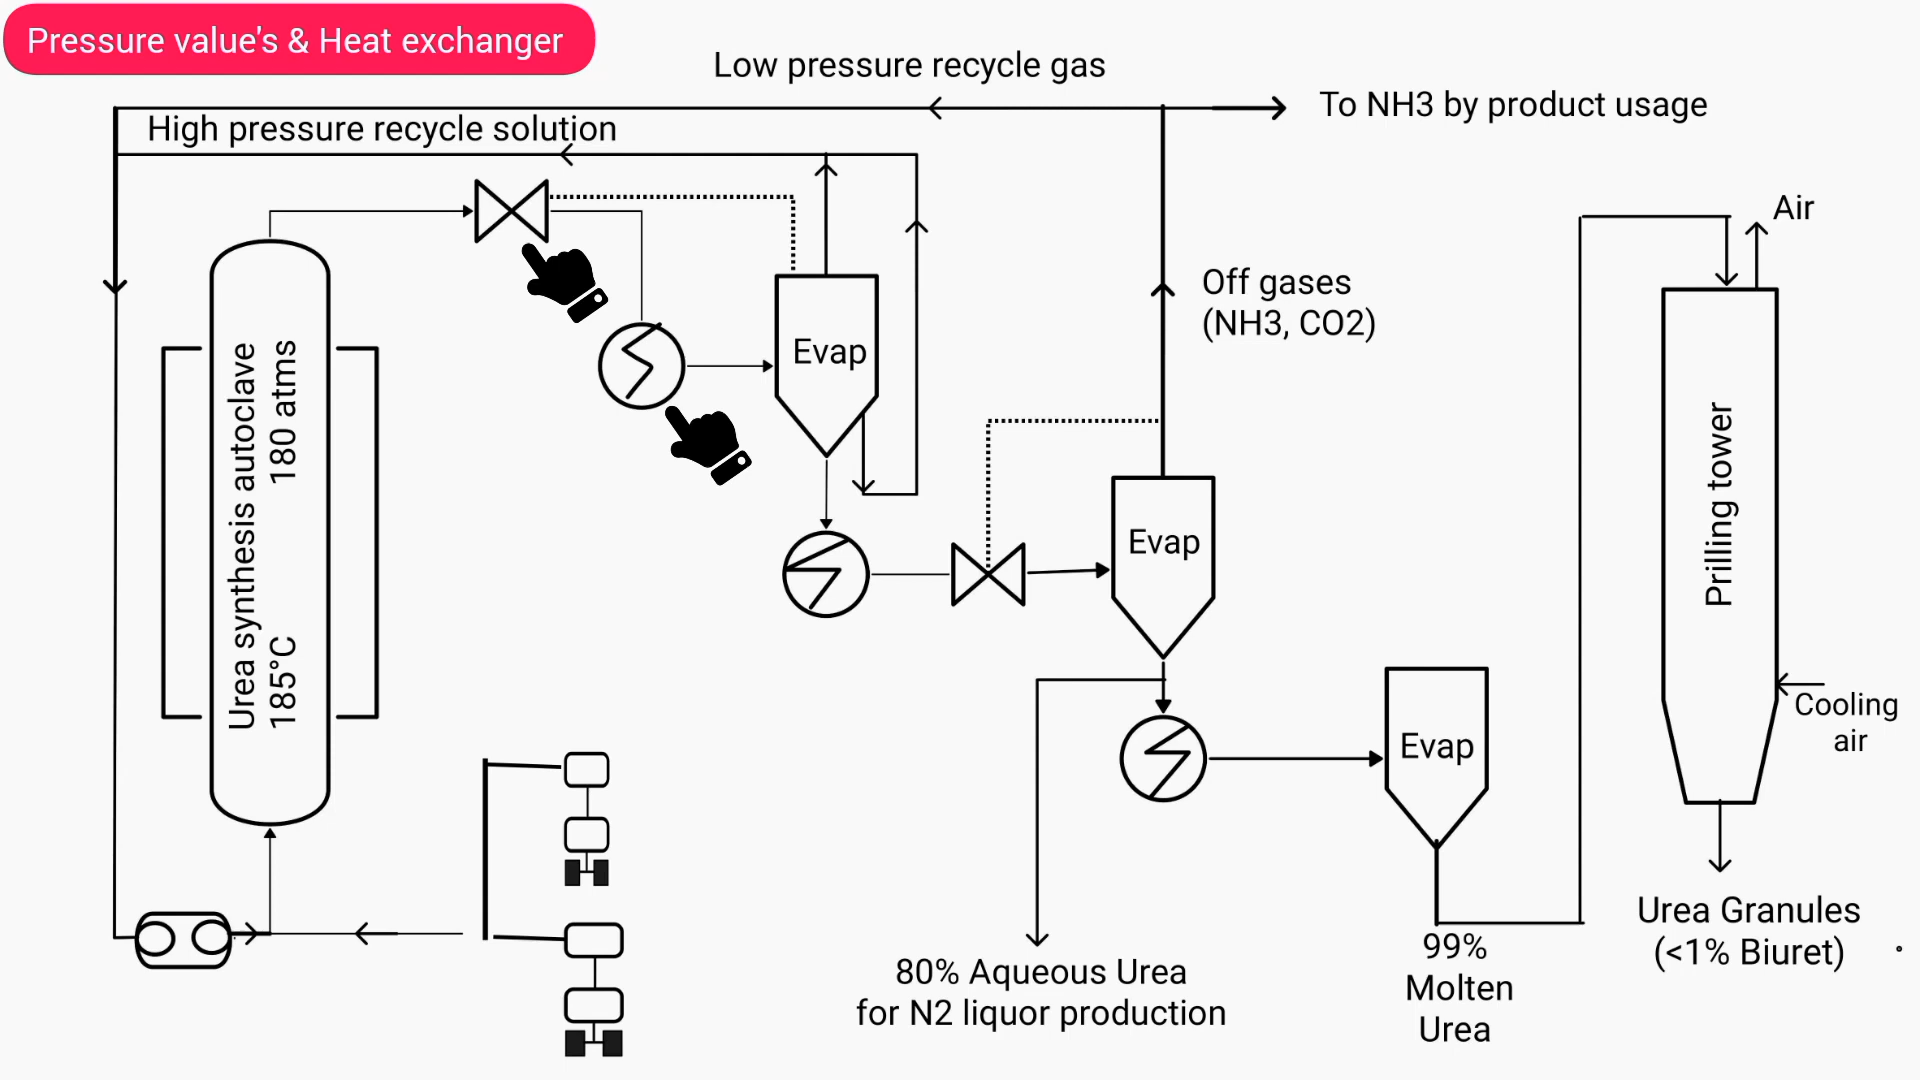 Pressure value's & Heat exchanger
Low pressure recycle gas
To NH3 by product usage
High pressure recycle solution
Air
Off gases
(NH3, CO2)
Evap
Urea synthesis autoclave
180 atms
185°C
Evap
Prilling tower
Cooling
air
Evap
Urea Granules
(<1% Biuret)
99%
Molten
Urea
80% Aqueous Urea
for N2 liquor production